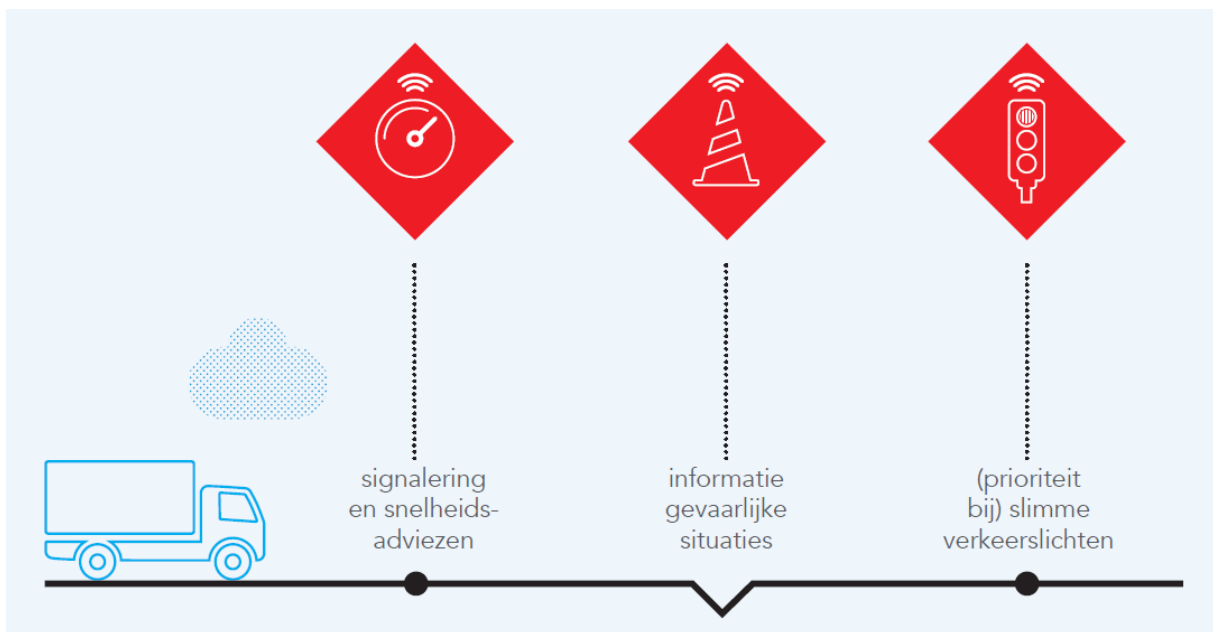 signalering
en snelheids-
adviezen
informatie
gevaarlijke
situaties
(prioriteit
bij) slimme
verkeerslichten